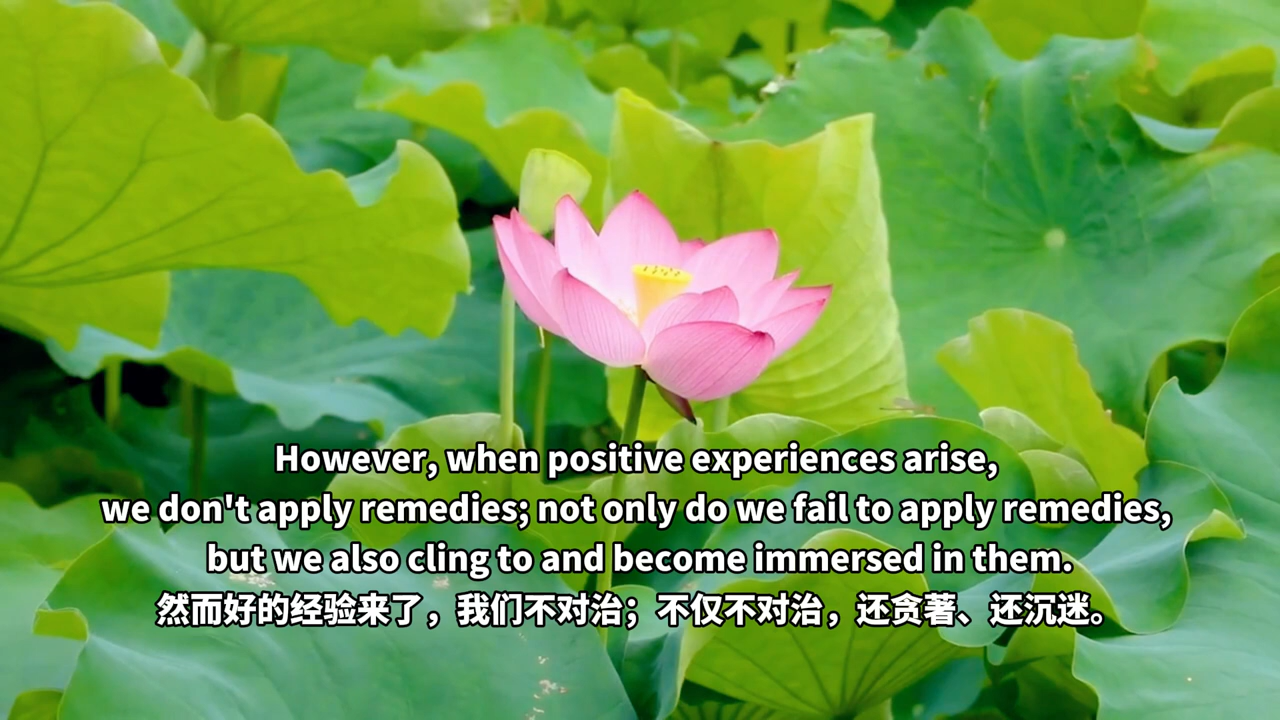 However, when positive experiences arise,
we don't apply remedies; not only do we fail to apply remedies,
but we also cling to and become immersed in them.
然而好的经验来了，我们不对治；不仅不对治，还贪著、还沉迷。